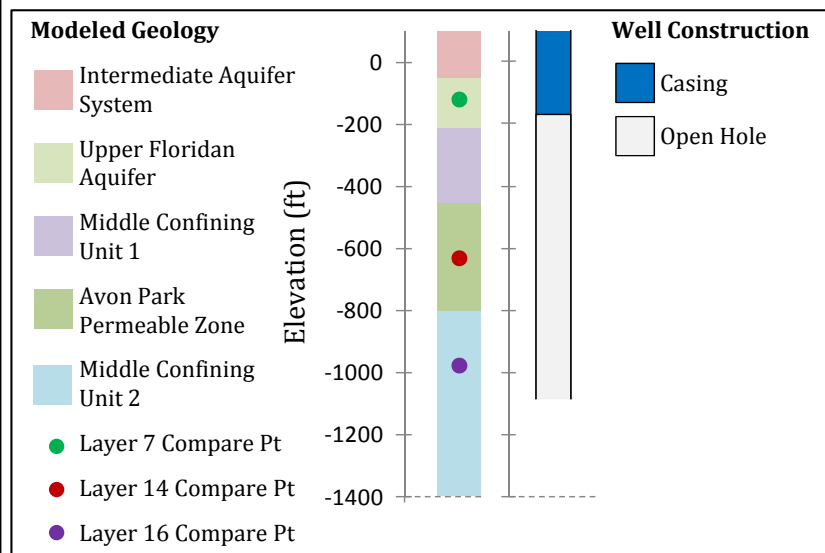 Modeled Geology
Intermediate Aquifer
System
Upper Floridan
Aquifer
Middle Confining
Unit 1
Avon Park
Permeable Zone
Middle Confining
Unit 2
Layer 7 Compare Pt
Layer 14 Compare Pt
Layer 16 Compare Pt
Elevation (ft)
0
-200
-400
-600
-800
-1000
-1200
-1400
Well Construction
Casing
Open Hole